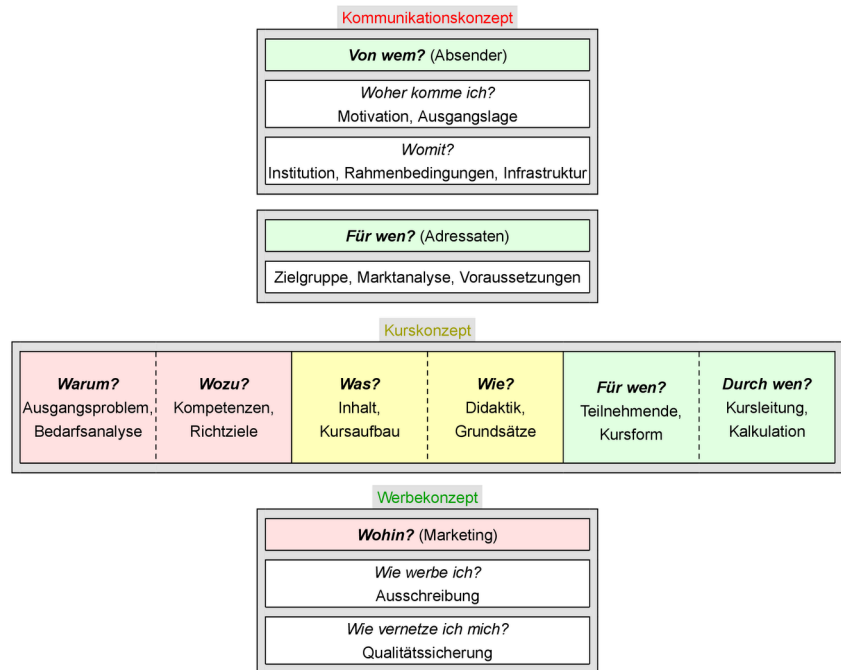 Kommunikationskonzept
Von wem? (Absender)
Woher komme ich?
Motivation, Ausgangslage
Womit?
Institution, Rahmenbedingungen, Infrastruktur
Für wen? (Adressaten)
Zielgruppe, Marktanalyse, Voraussetzungen
Kurskonzept
Warum?
Ausgangsproblem,
Bedarfsanalyse
Wozu?
Kompetenzen,
Richtziele
Was?
Inhalt,
Kursaufbau
Wie?
Didaktik,
Grundsätze
Für wen?
Teilnehmende,
Kursform
Durch wen?
Kursleitung,
Kalkulation
Werbekonzept
Wohin? (Marketing)
Wie werbe ich?
Ausschreibung
Wie vernetze ich mich?
Qualitätssicherung